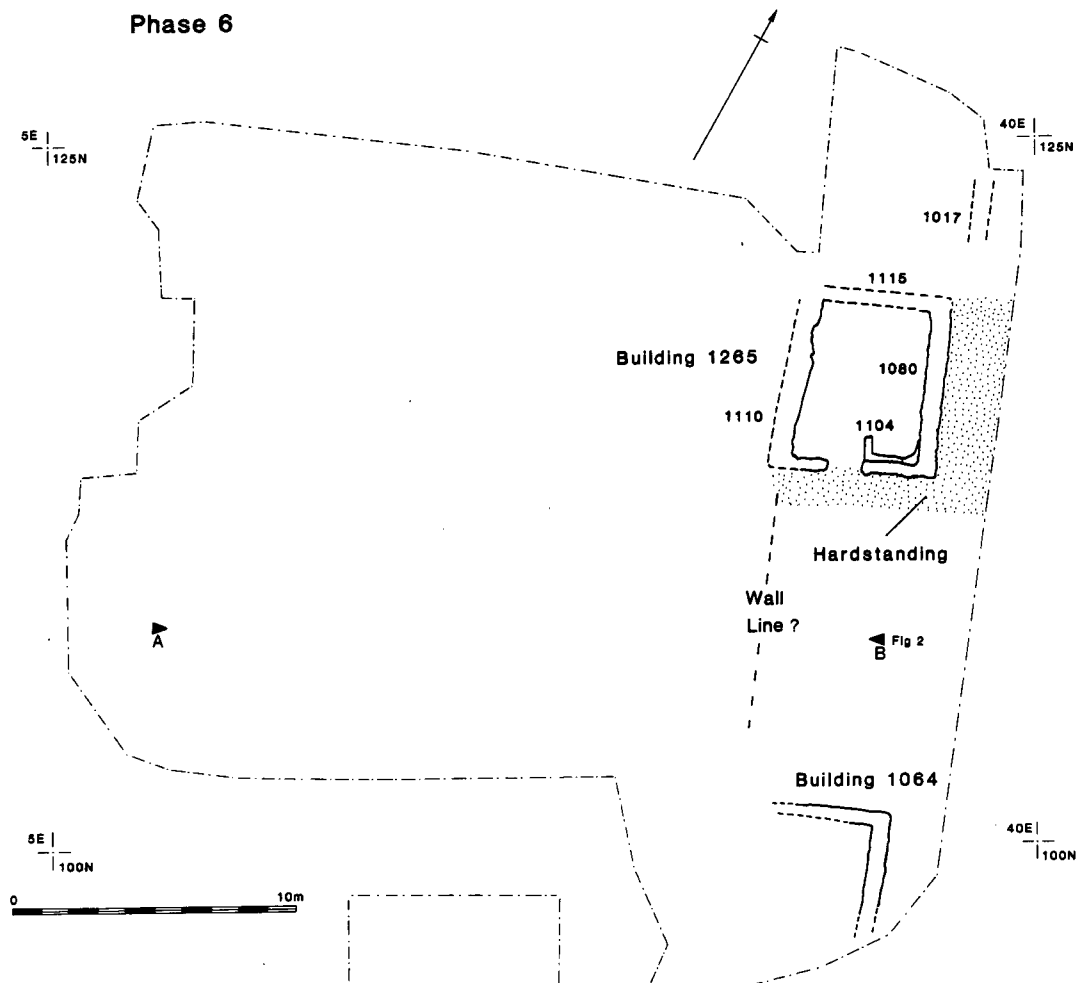 Phase 6
5E
125N
40E
125N
1017
1115
Building 1265
1080
1110
1104
Hardstanding
Wall
Line ?
A
B Fig 2
Building 1064
5E
100N
40E
100N
0 10m